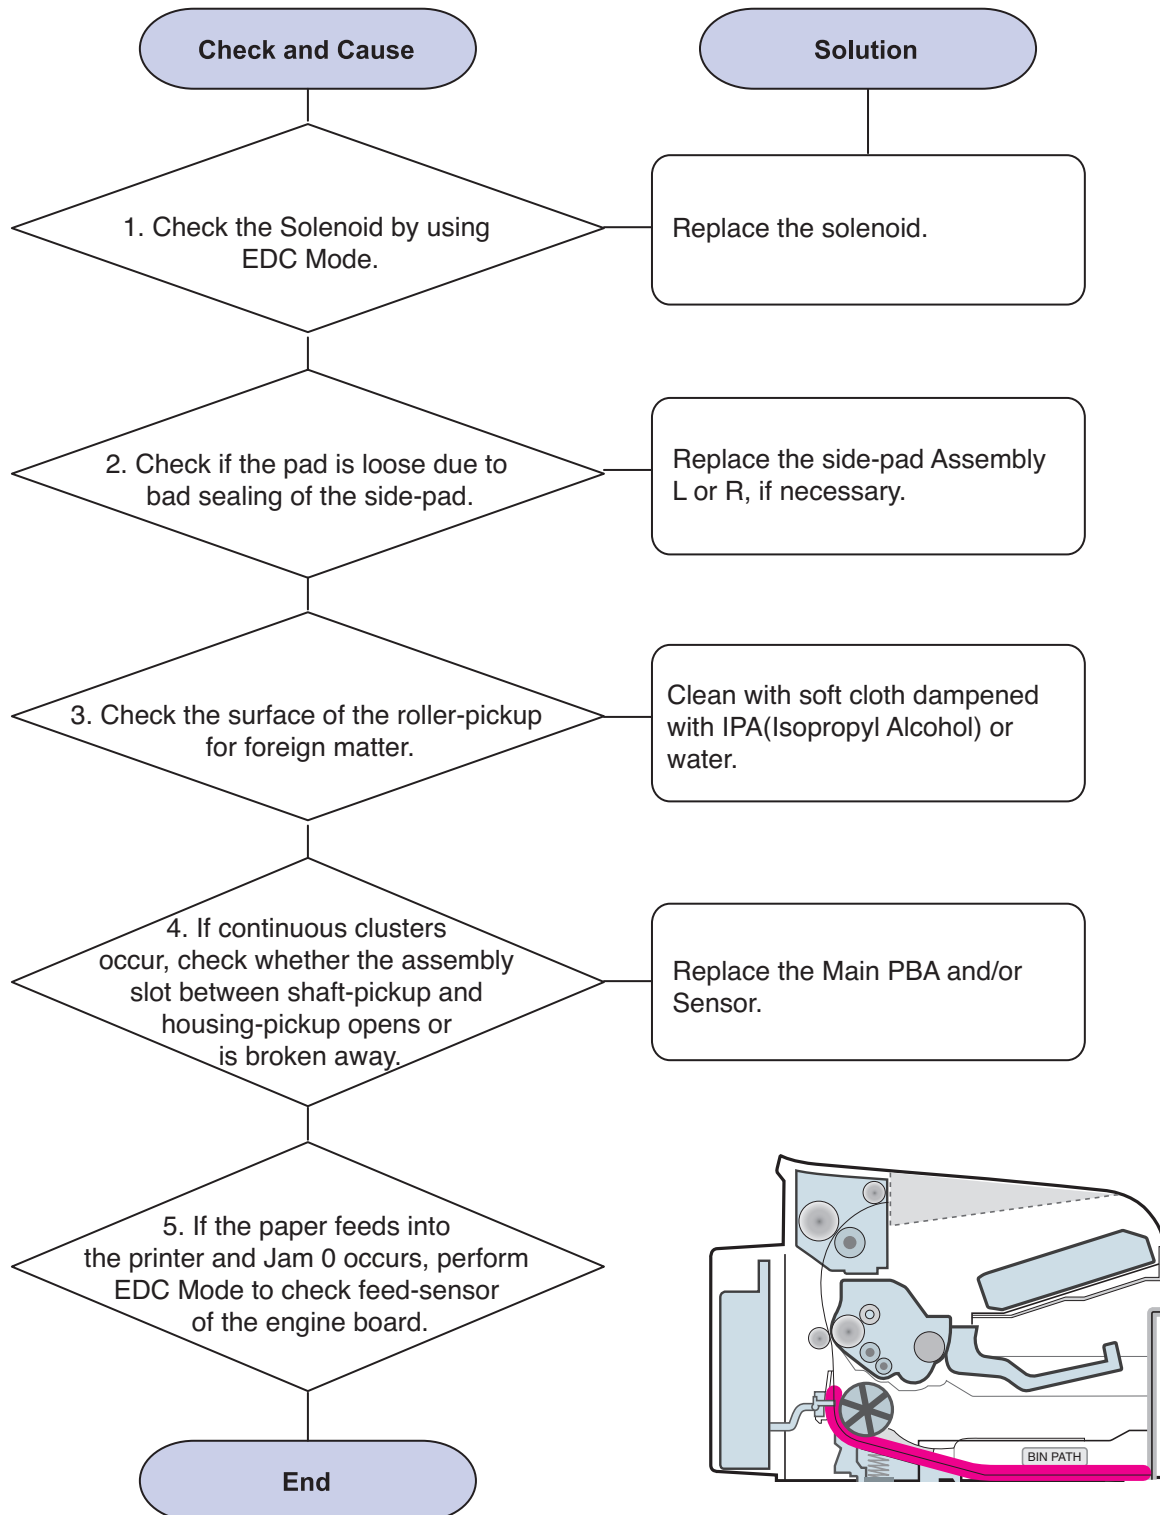 Check and Cause
Solution
1. Check the Solenoid by using
EDC Mode.
Replace the solenoid.
2. Check if the pad is loose due to
bad sealing of the side-pad.
Replace the side-pad Assembly
L or R, if necessary.
3. Check the surface of the roller-pickup
for foreign matter.
Clean with soft cloth dampened
with IPA(Isopropyl Alcohol) or
water.
4. If continuous clusters
occur, check whether the assembly
slot between shaft-pickup and
housing-pickup opens or
is broken away.
Replace the Main PBA and/or
Sensor.
5. If the paper feeds into
the printer and Jam 0 occurs, perform
EDC Mode to check feed-sensor
of the engine board.
BIN PATH
End